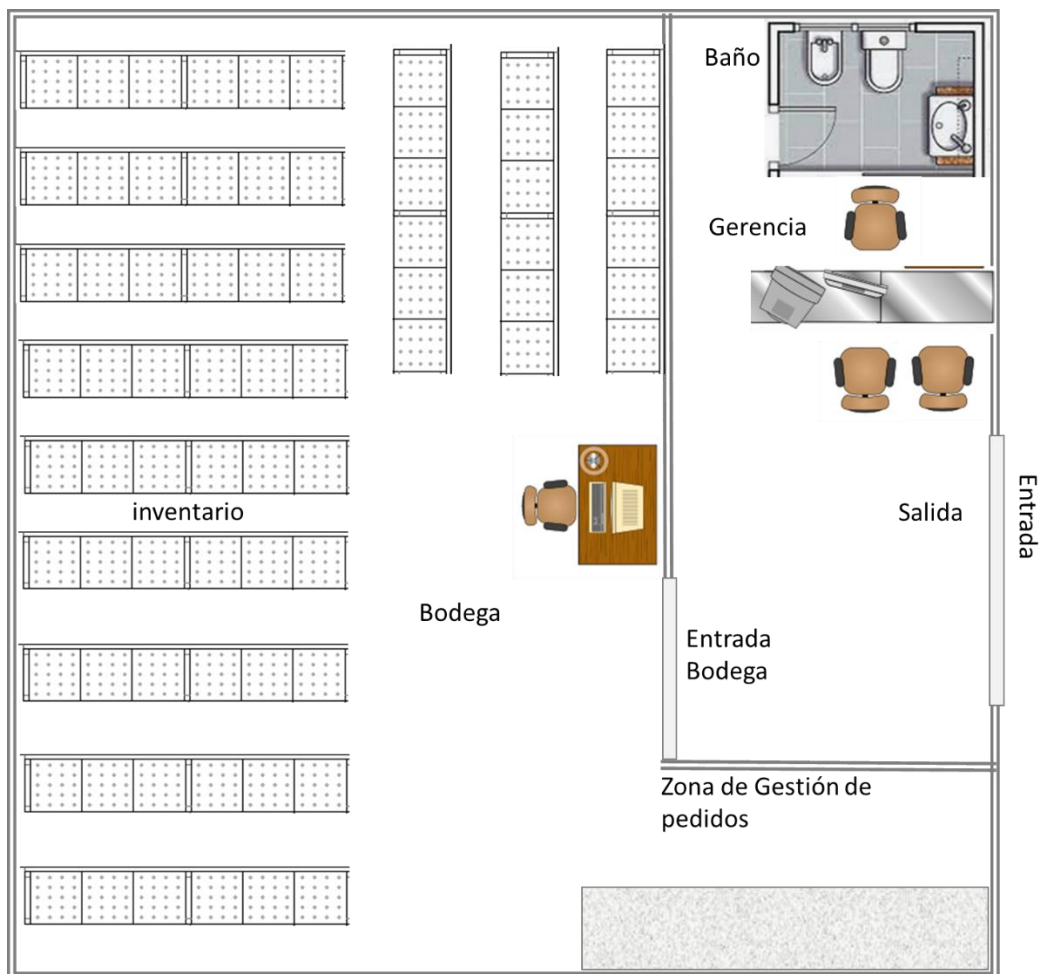 Baño
Gerencia
inventario
Salida
Entrada
Bodega
Entrada
Bodega
Zona de Gestión de
pedidos